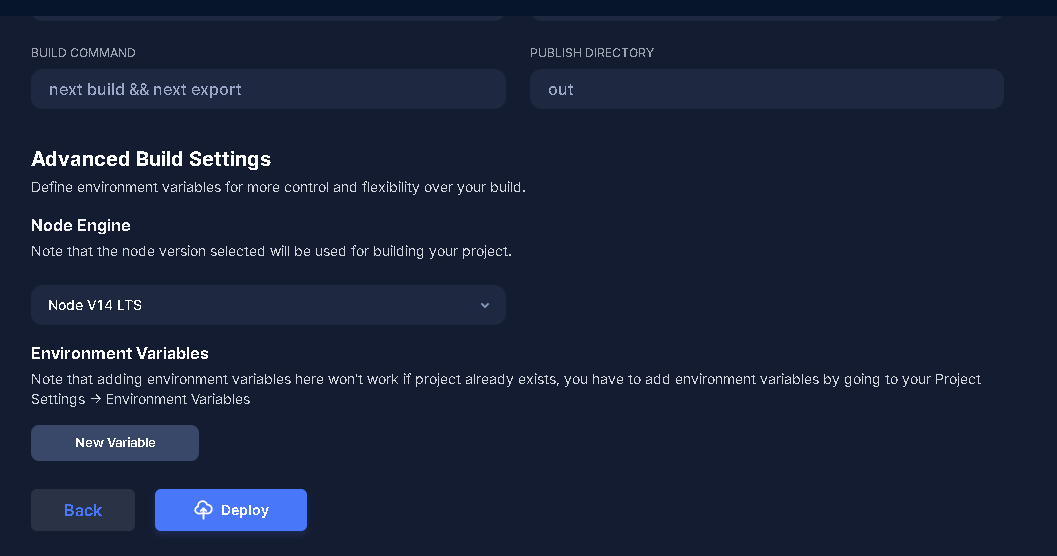 BUILD COMMAND
PUBLISH DIRECTORY
next build && next export
out
Advanced Build Settings
Define environment variables for more control and flexibility over your build.
Node Engine
Note that the node version selected will be used for building your project.
Node V14 LTS
Environment Variables
Note that adding environment variables here won't work if project already exists, you have to add environment variables by going to your Project
Settings → Environment Variables
New Variable
Back
Deploy